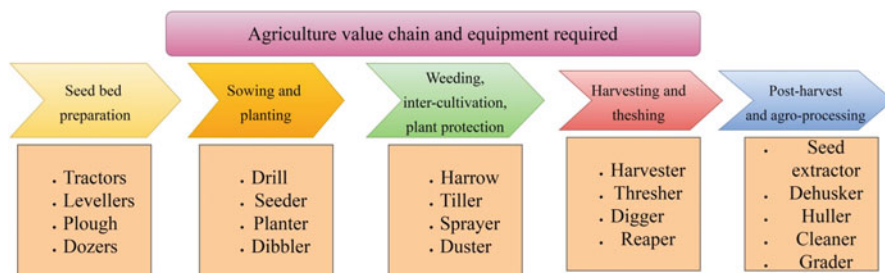 Agriculture value chain and equipment required
Seed bed
preparation
Sowing and
planting
Weeding,
inter-cultivation,
plant protection
Harvesting and
theshing
Post-harvest
and agro-processing
• Tractors
• Levellers
• Plough
• Dozers
• Drill
• Seeder
• Planter
• Dibbler
• Harrow
• Tiller
• Sprayer
• Duster
• Harvester
• Thresher
• Digger
• Reaper
• Seed
extractor
• Dehusker
• Huller
• Cleaner
• Grader